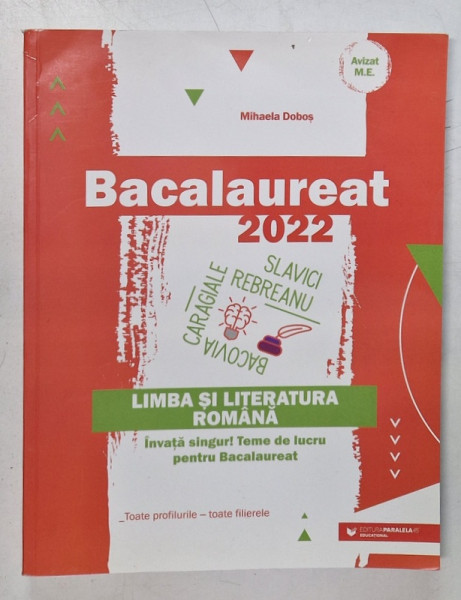 Avizat
M.E.
Mihaela Doboș
Bacalaureat
2022
SLAVICI
REBREANU
CARAGIALE
BACOVIA
LIMBA ȘI LITERATURA
ROMÂNĂ
Învață singur! Teme de lucru
pentru Bacalaureat
_Toate profilurile – toate filierele
EDITURA PARALELA 45
EDUCAȚIONAL